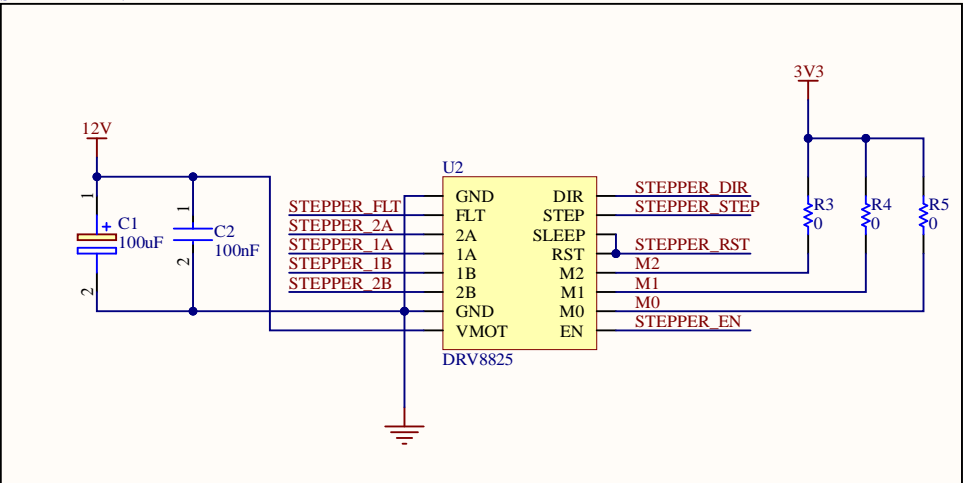 3V3
12V
U2
GND DIR STEPPER_DIR
STEPPER_FLT FLT STEP STEPPER_STEP
STEPPER_2A 2A SLEEP
STEPPER_1A 1A RST STEPPER_RST
STEPPER_1B 1B M2 M2
STEPPER_2B 2B M1 M1
GND M0 M0
VMOT EN STEPPER_EN
DRV8825
1
+
C1
100uF
2
1
C2
100nF
2
R3
0
R4
0
R5
0